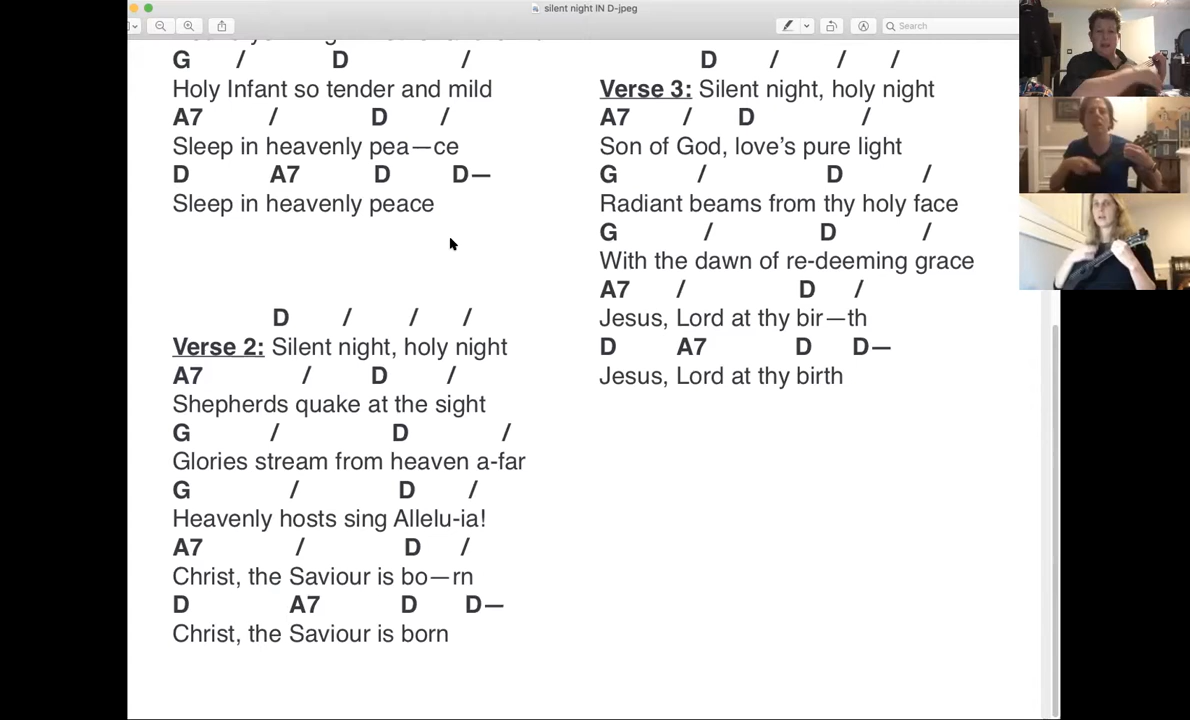 silent night IN D-jpeg
Search
G / D /
Holy Infant so tender and mild
A7 / D /
Sleep in heavenly pea—ce
D A7 D D—
Sleep in heavenly peace
D / / /
Verse 2: Silent night, holy night
A7 / D /
Shepherds quake at the sight
G / D /
Glories stream from heaven a-far
G / D /
Heavenly hosts sing Allelu-ia!
A7 / D /
Christ, the Saviour is bo—rn
D A7 D D—
Christ, the Saviour is born
D / / /
Verse 3: Silent night, holy night
A7 / D /
Son of God, love's pure light
G / D /
Radiant beams from thy holy face
G / D /
With the dawn of re-deeming grace
A7 / D /
Jesus, Lord at thy bir—th
D A7 D D—
Jesus, Lord at thy birth